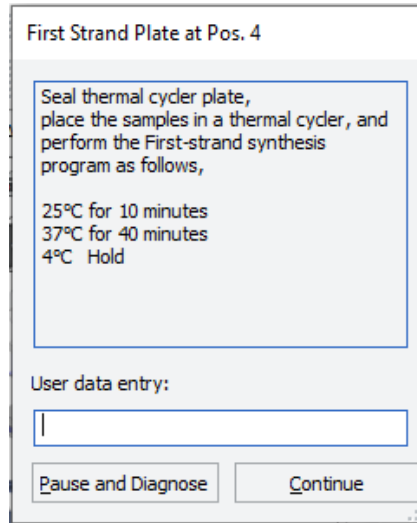 First Strand Plate at Pos. 4
Seal thermal cycler plate,
place the samples in a thermal cycler, and
perform the First-strand synthesis
program as follows,
25°C for 10 minutes
37°C for 40 minutes
4°C Hold
User data entry:
Pause and Diagnose
Continue